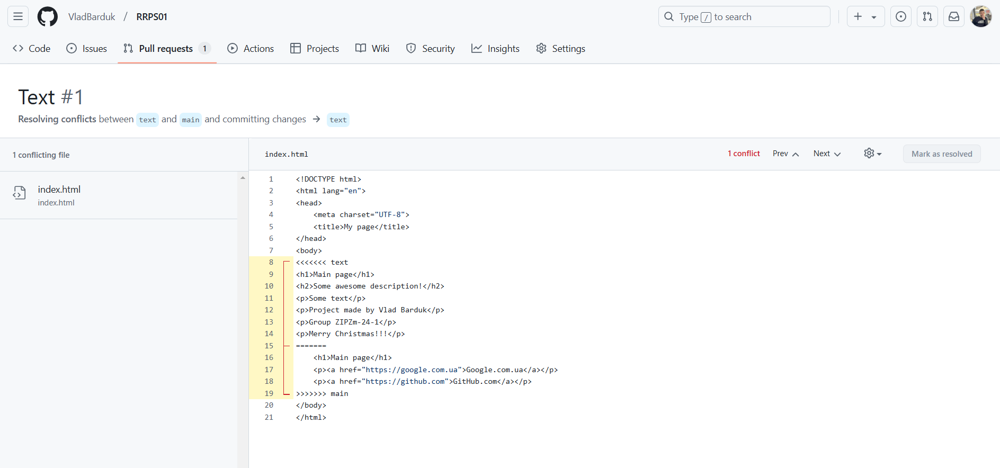 VladBarduk / RRPS01
Type / to search
Code Issues Pull requests 1 Actions Projects Wiki Security Insights Settings
Text #1
Resolving conflicts between text and main and committing changes → text
1 conflicting file
index.html
index.html
index.html
1 conflict Prev Next Mark as resolved
1 <!DOCTYPE html>
2 <html lang="en">
3 <head>
4     <meta charset="UTF-8">
5     <title>My page</title>
6 </head>
7 <body>
8 <<<<<<< text
9 <h1>Main page</h1>
10 <h2>Some awesome description!</h2>
11 <p>Some text</p>
12 <p>Project made by Vlad Barduk</p>
13 <p>Group ZIPZm-24-1</p>
14 <p>Merry Christmas!!!</p>
15 =======
16     <h1>Main page</h1>
17     <p><a href="https://google.com.ua">Google.com.ua</a></p>
18     <p><a href="https://github.com">GitHub.com</a></p>
19 >>>>>>> main
20 </body>
21 </html>